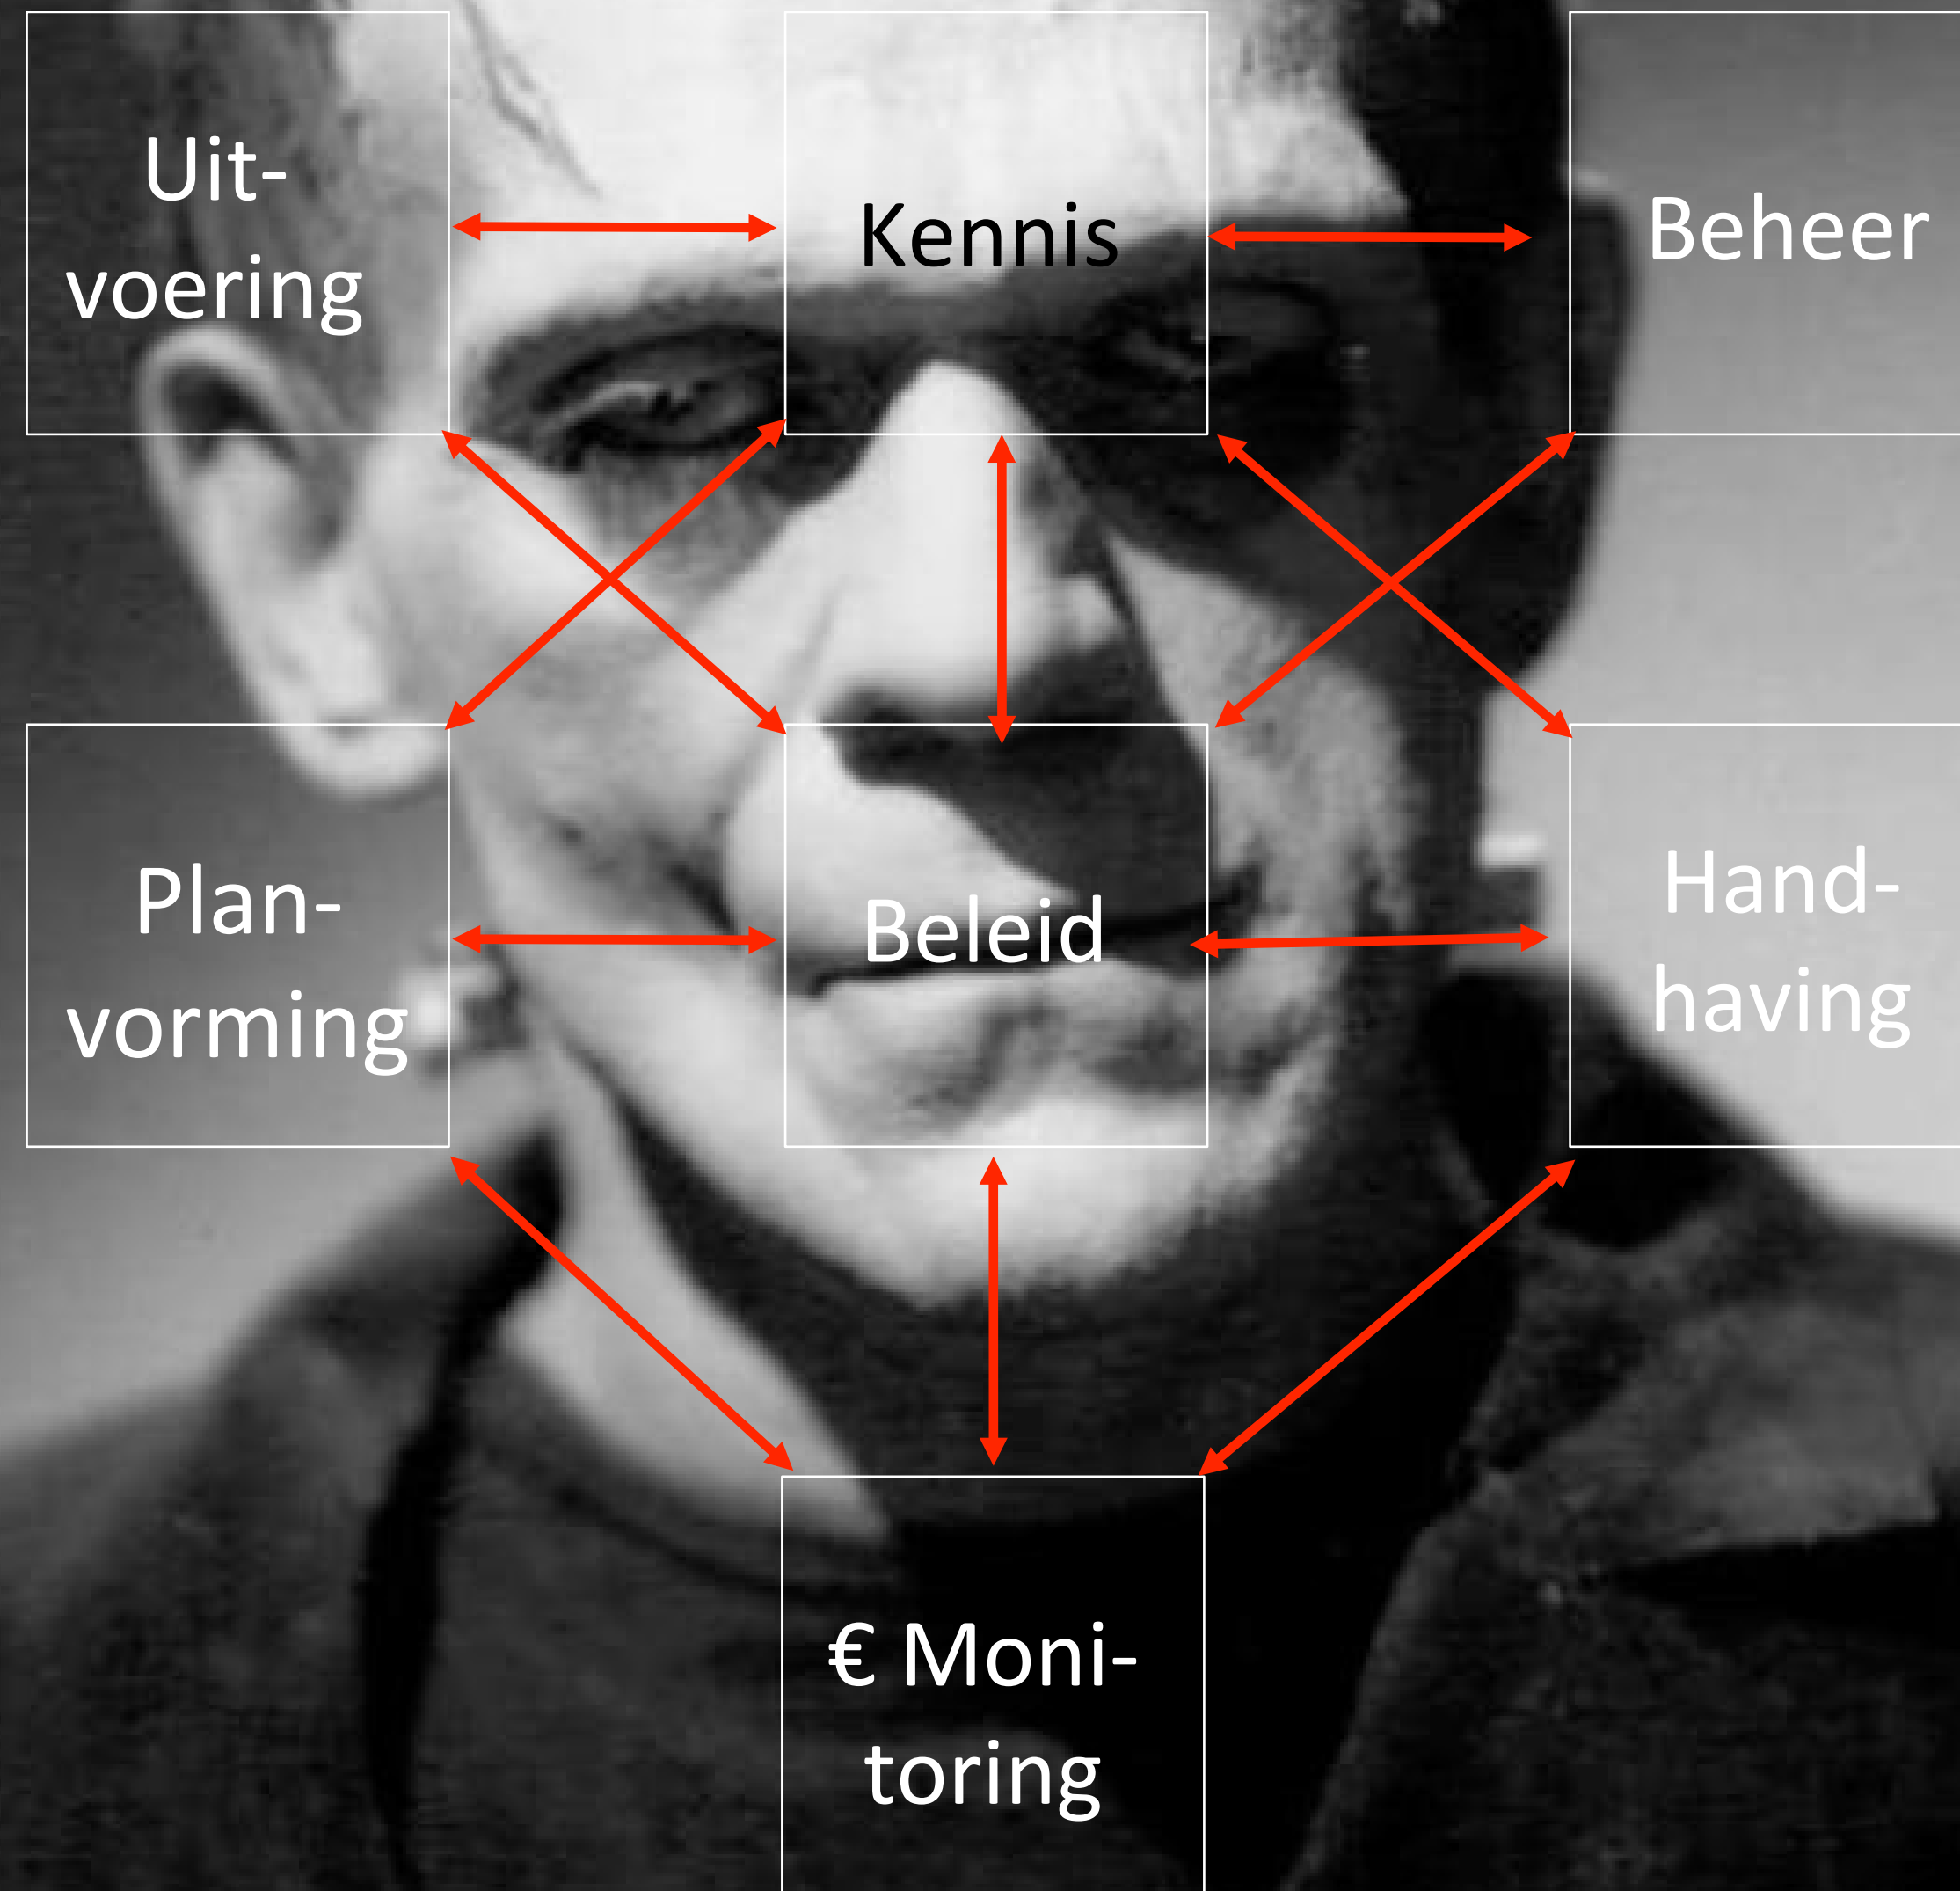 Uit-
voering
Kennis
Beheer
Plan-
vorming
Beleid
Hand-
having
€ Moni-
toring